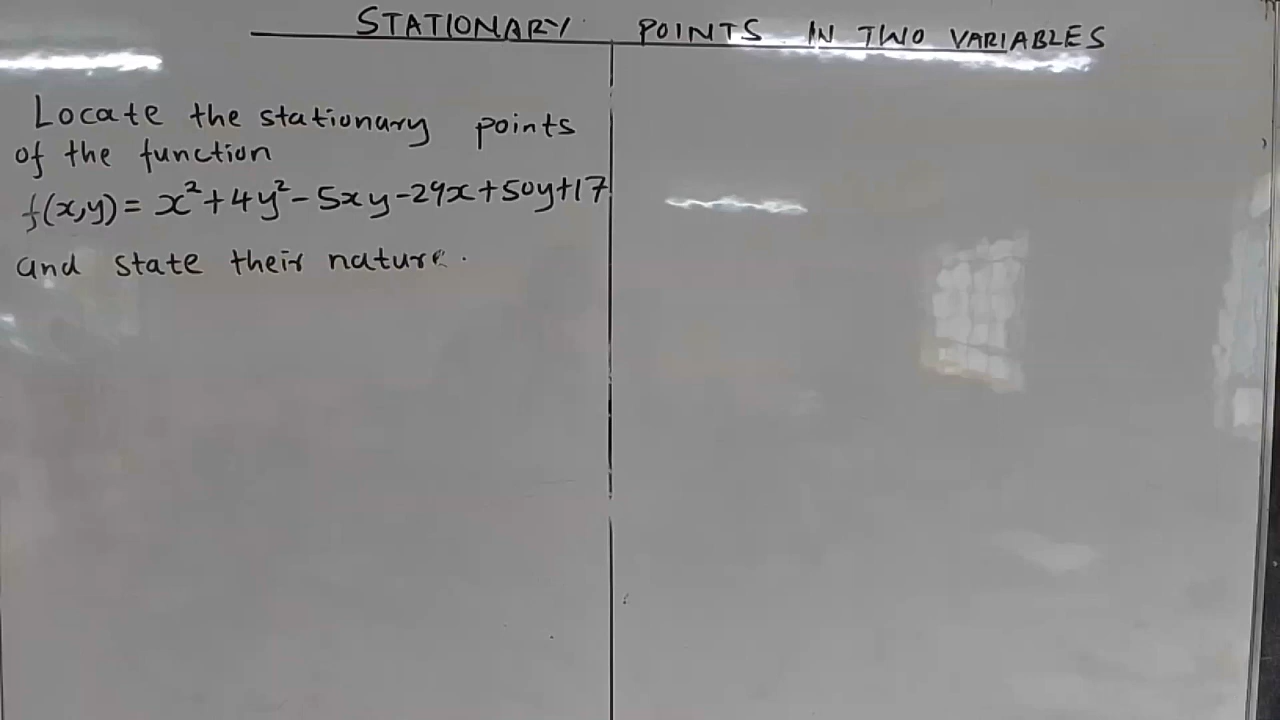 STATIONARY POINTS IN TWO VARIABLES
Locate the stationary points
of the function
f(x,y) = x² + 4y² - 5xy - 29x + 50y + 17
and state their nature.